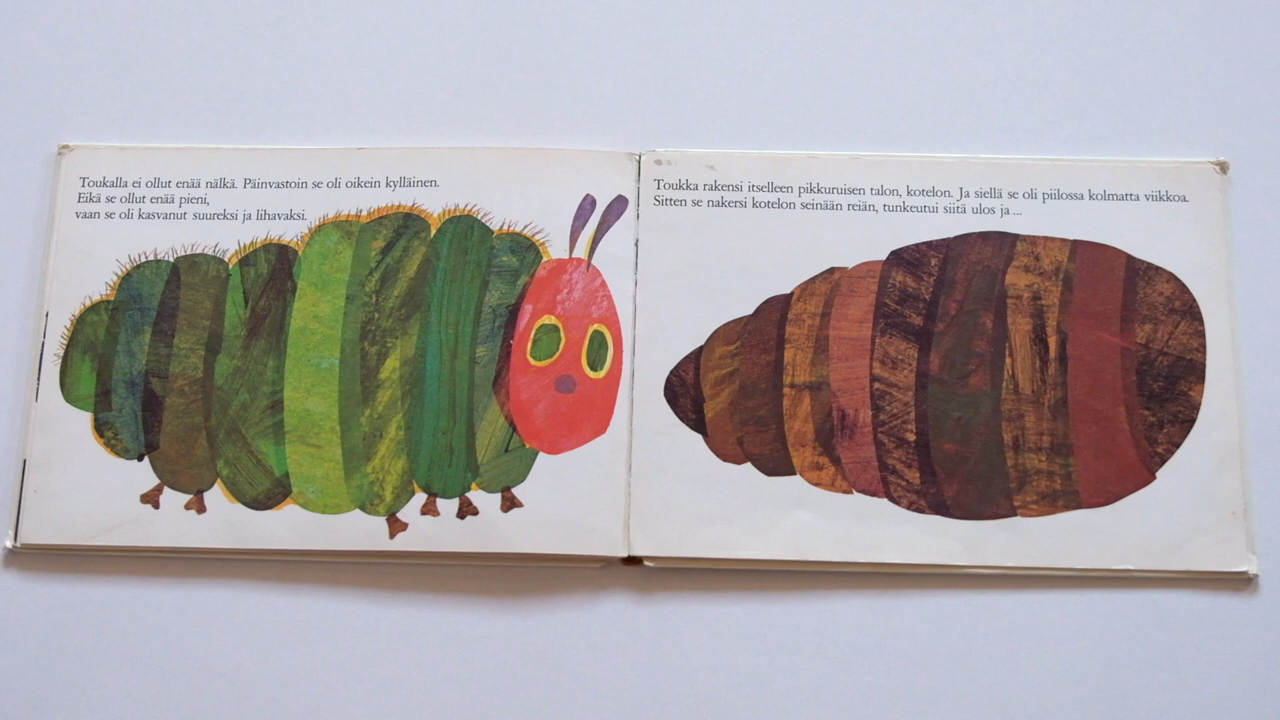 Toukalla ei ollut enää nälkä. Päinvastoin se oli oikein kylläinen.
Eikä se ollut enää pieni,
vaan se oli kasvanut suureksi ja lihavaksi.
Toukka rakensi itselleen pikkuruisen talon, kotelon. Ja siellä se oli piilossa kolmatta viikkoa.
Sitten se nakersi kotelon seinään reiän, tunkeutui siitä ulos ja ...